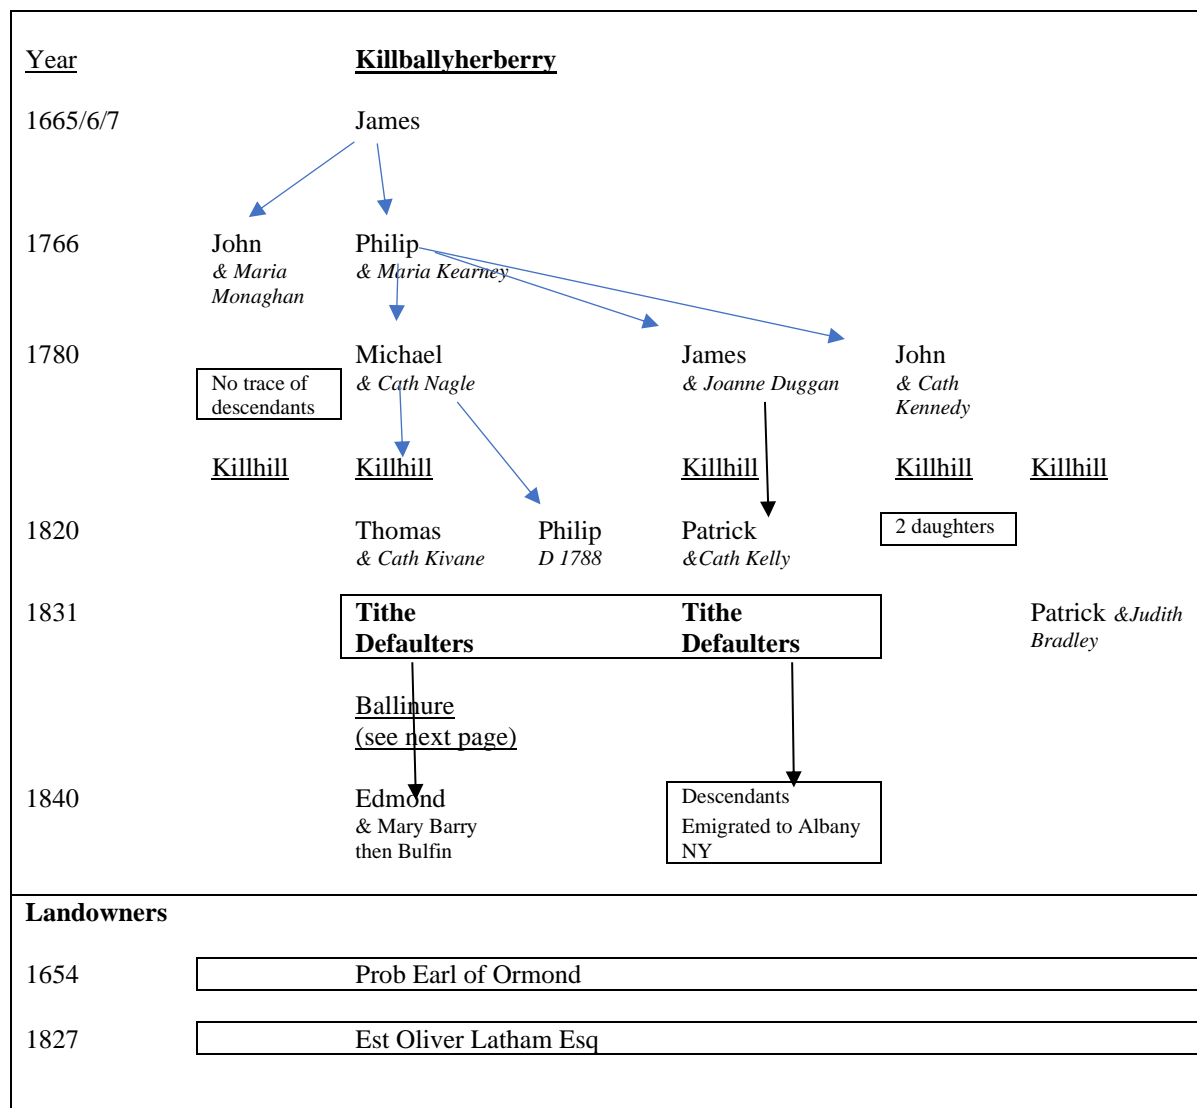 Year Killballyherberry
1665/6/7 James
1766 John Philip
& Maria & Maria Kearney
Monaghan
1780 Michael James John
No trace of & Cath Nagle & Joanne Duggan & Cath
descendants Kennedy
Killhill Killhill Killhill Killhill Killhill
1820 Thomas Philip Patrick 2 daughters
& Cath Kivane D 1788 &Cath Kelly
1831 Tithe Tithe Patrick &Judith
Defaulters Defaulters Bradley
Ballinure
(see next page)
1840 Edmond Descendants
& Mary Barry Emigrated to Albany
then Bulfin NY
Landowners
1654 Prob Earl of Ormond
1827 Est Oliver Latham Esq